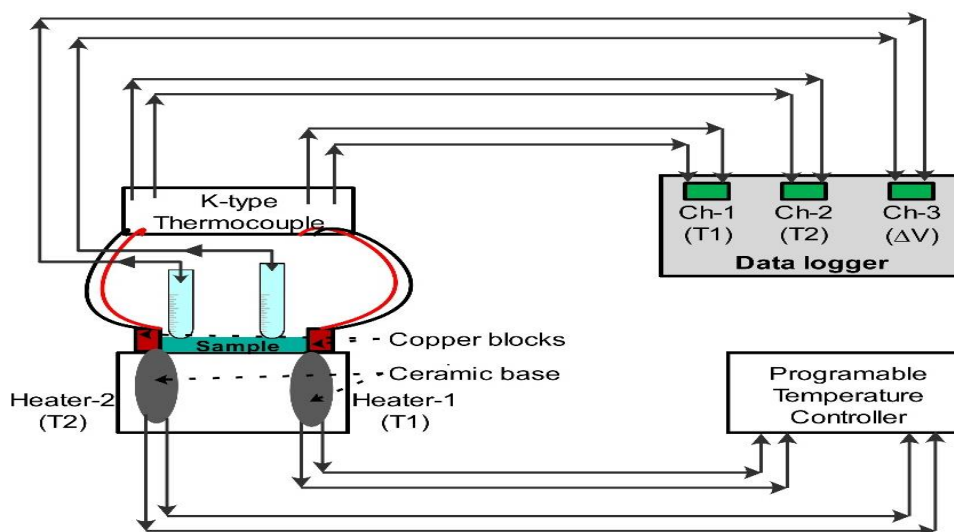 K-type
Thermocouple
Ch-1
(T1)
Ch-2
(T2)
Ch-3
(ΔV)
Data logger
Sample
Copper blocks
Ceramic base
Heater-2
(T2)
Heater-1
(T1)
Programable
Temperature
Controller